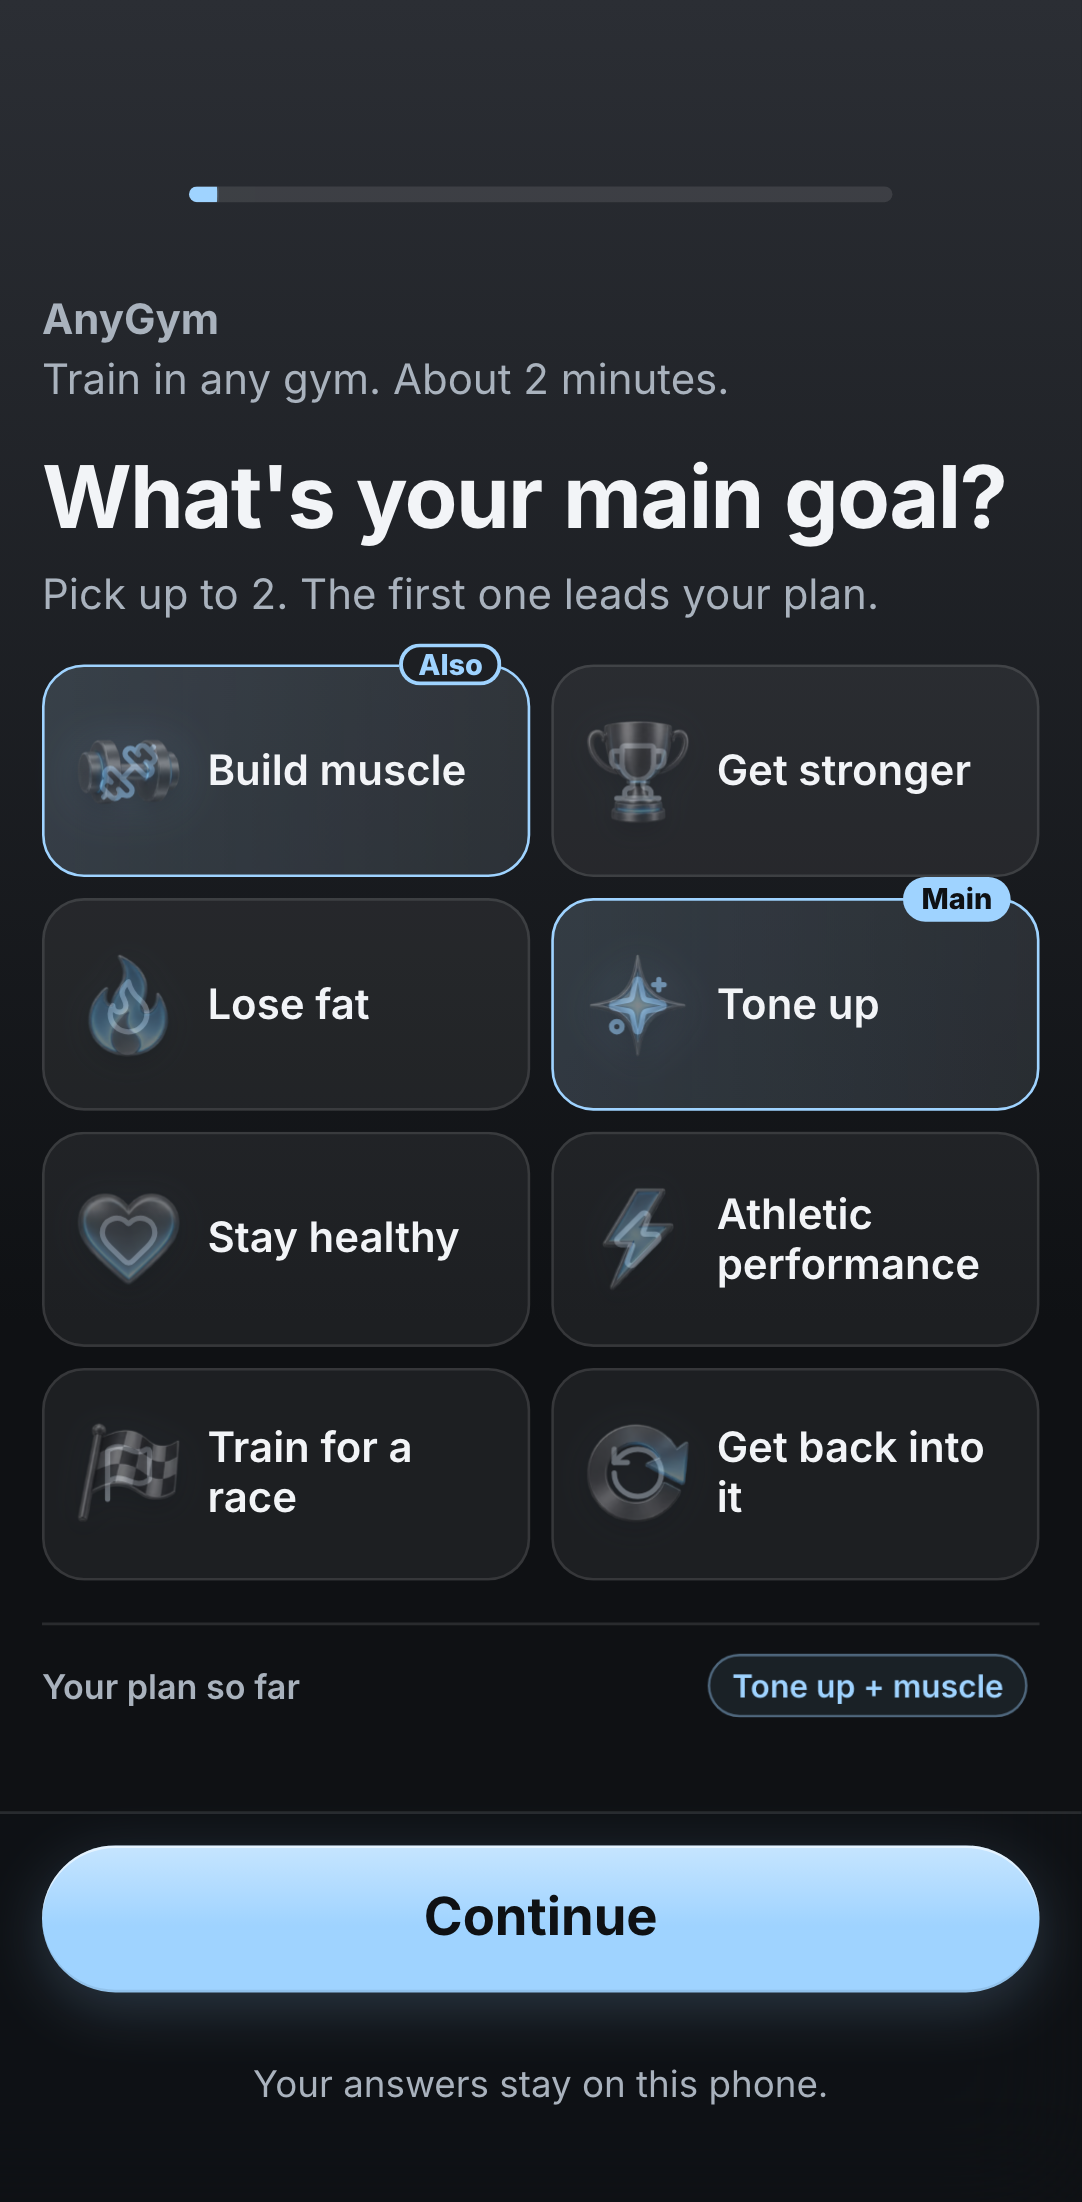 AnyGym
Train in any gym. About 2 minutes.
What's your main goal?
Pick up to 2. The first one leads your plan.
Also
Build muscle
Get stronger
Lose fat
Main
Tone up
Stay healthy
Athletic
performance
Train for a
race
Get back into
it
Your plan so far
Tone up + muscle
Continue
Your answers stay on this phone.